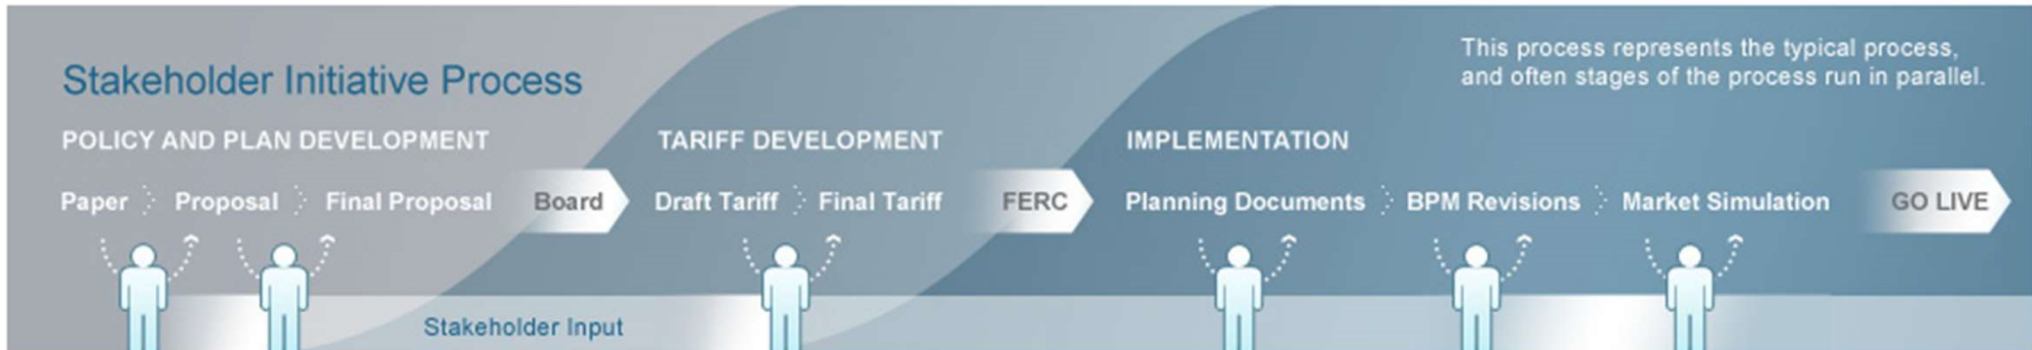 This process represents the typical process,
and often stages of the process run in parallel.
Stakeholder Initiative Process
POLICY AND PLAN DEVELOPMENT
TARIFF DEVELOPMENT
IMPLEMENTATION
Paper Proposal Final Proposal Board Draft Tariff Final Tariff FERC Planning Documents BPM Revisions Market Simulation GO LIVE
Stakeholder Input